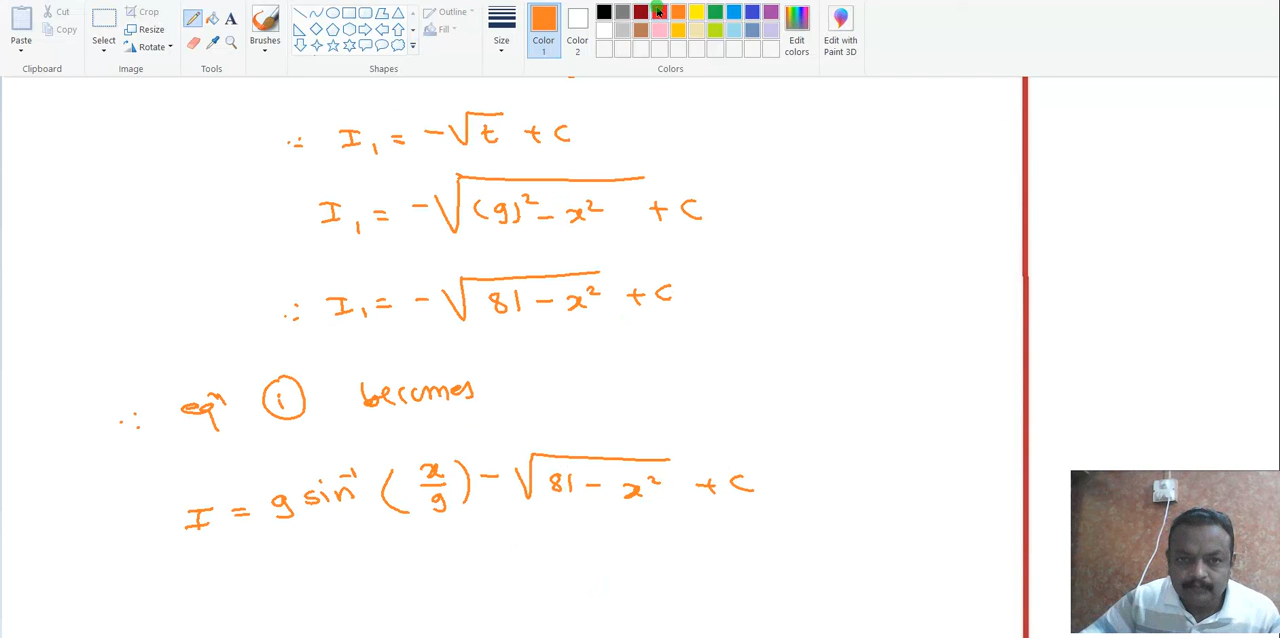 Cut
Copy
Paste
Clipboard
Select
Crop
Resize
Rotate
Image
A
Tools
Brushes
Outline
Fill
Shapes
Size
Color 1
Color 2
Edit colors
Colors
Edit with Paint 3D
∴ I₁ = -√t + c
I₁ = -√((9)² - x²) + c
∴ I₁ = -√(81 - x²) + c
∴ eqⁿ (i) becomes
I = 9 sin⁻¹ (x/9) - √(81 - x²) + c